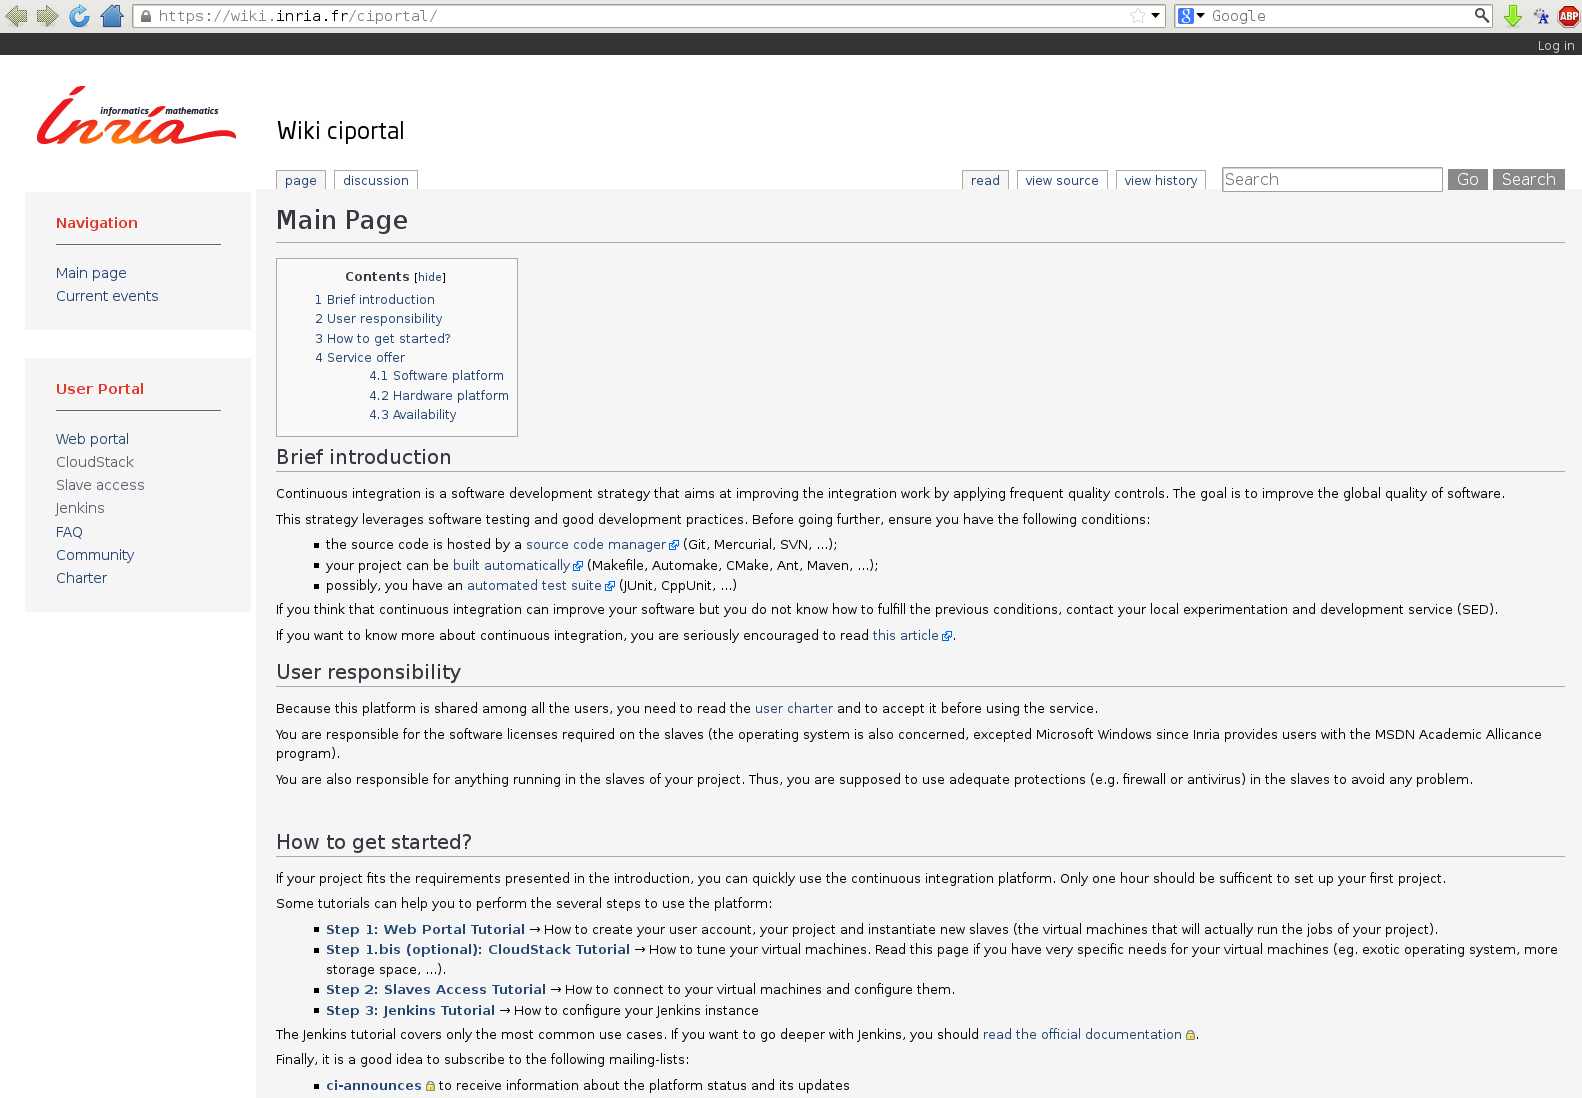 https://wiki.inria.fr/ciportal/
Google
ABP
Log in
informatics mathematics
inria
Wiki ciportal
page
discussion
read
view source
view history
Search
Go
Search
Navigation
Main page
Current events
User Portal
Web portal
CloudStack
Slave access
Jenkins
FAQ
Community
Charter
Main Page
Contents [hide]
1 Brief introduction
2 User responsibility
3 How to get started?
4 Service offer
4.1 Software platform
4.2 Hardware platform
4.3 Availability
Brief introduction
Continuous integration is a software development strategy that aims at improving the integration work by applying frequent quality controls. The goal is to improve the global quality of software.
This strategy leverages software testing and good development practices. Before going further, ensure you have the following conditions:
the source code is hosted by a source code manager (Git, Mercurial, SVN, ...);
your project can be built automatically (Makefile, Automake, CMake, Ant, Maven, ...);
possibly, you have an automated test suite (JUnit, CppUnit, ...)
If you think that continuous integration can improve your software but you do not know how to fulfill the previous conditions, contact your local experimentation and development service (SED).
If you want to know more about continuous integration, you are seriously encouraged to read this article.
User responsibility
Because this platform is shared among all the users, you need to read the user charter and to accept it before using the service.
You are responsible for the software licenses required on the slaves (the operating system is also concerned, excepted Microsoft Windows since Inria provides users with the MSDN Academic Allicance
program).
You are also responsible for anything running in the slaves of your project. Thus, you are supposed to use adequate protections (e.g. firewall or antivirus) in the slaves to avoid any problem.
How to get started?
If your project fits the requirements presented in the introduction, you can quickly use the continuous integration platform. Only one hour should be sufficent to set up your first project.
Some tutorials can help you to perform the several steps to use the platform:
Step 1: Web Portal Tutorial → How to create your user account, your project and instantiate new slaves (the virtual machines that will actually run the jobs of your project).
Step 1.bis (optional): CloudStack Tutorial → How to tune your virtual machines. Read this page if you have very specific needs for your virtual machines (eg. exotic operating system, more
storage space, ...).
Step 2: Slaves Access Tutorial → How to connect to your virtual machines and configure them.
Step 3: Jenkins Tutorial → How to configure your Jenkins instance
The Jenkins tutorial covers only the most common use cases. If you want to go deeper with Jenkins, you should read the official documentation.
Finally, it is a good idea to subscribe to the following mailing-lists:
ci-announces to receive information about the platform status and its updates